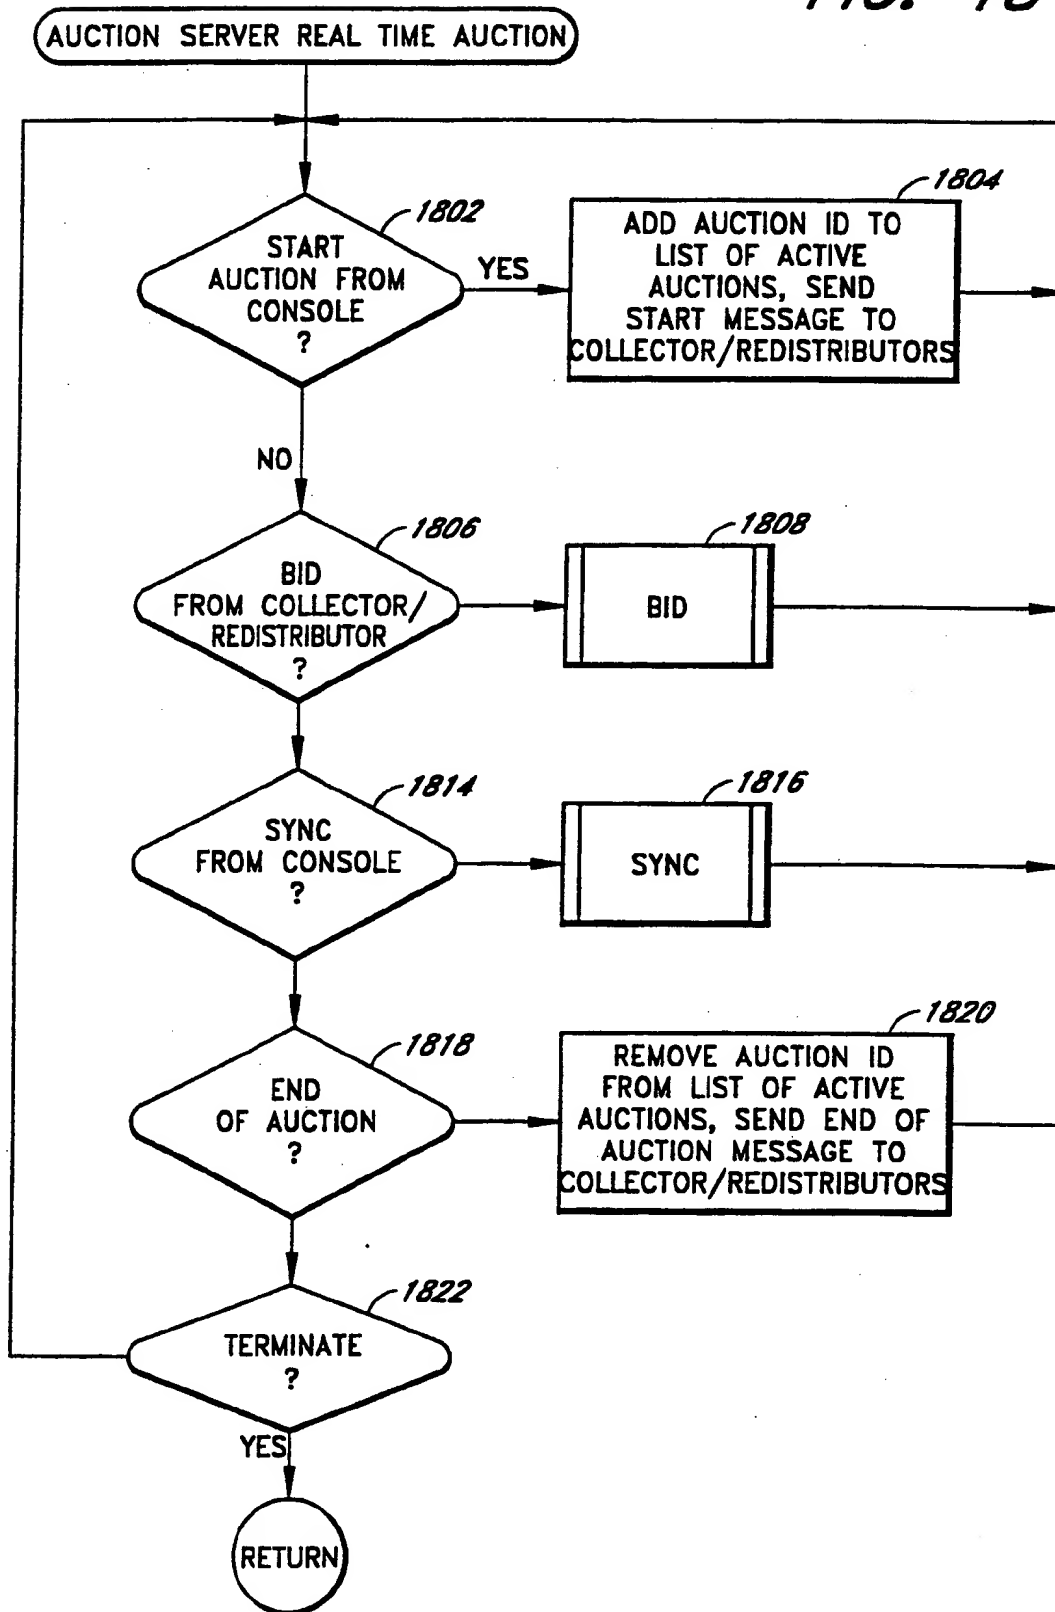 FIG. 18
AUCTION SERVER REAL TIME AUCTION
1802
START
AUCTION FROM
CONSOLE
?
YES
1804
ADD AUCTION ID TO
LIST OF ACTIVE
AUCTIONS, SEND
START MESSAGE TO
COLLECTOR/REDISTRIBUTORS
NO
1806
BID
FROM COLLECTOR/
REDISTRIBUTOR
?
1808
BID
1814
SYNC
FROM CONSOLE
?
1816
SYNC
1818
END
OF AUCTION
?
1820
REMOVE AUCTION ID
FROM LIST OF ACTIVE
AUCTIONS, SEND END OF
AUCTION MESSAGE TO
COLLECTOR/REDISTRIBUTORS
1822
TERMINATE
?
YES
RETURN